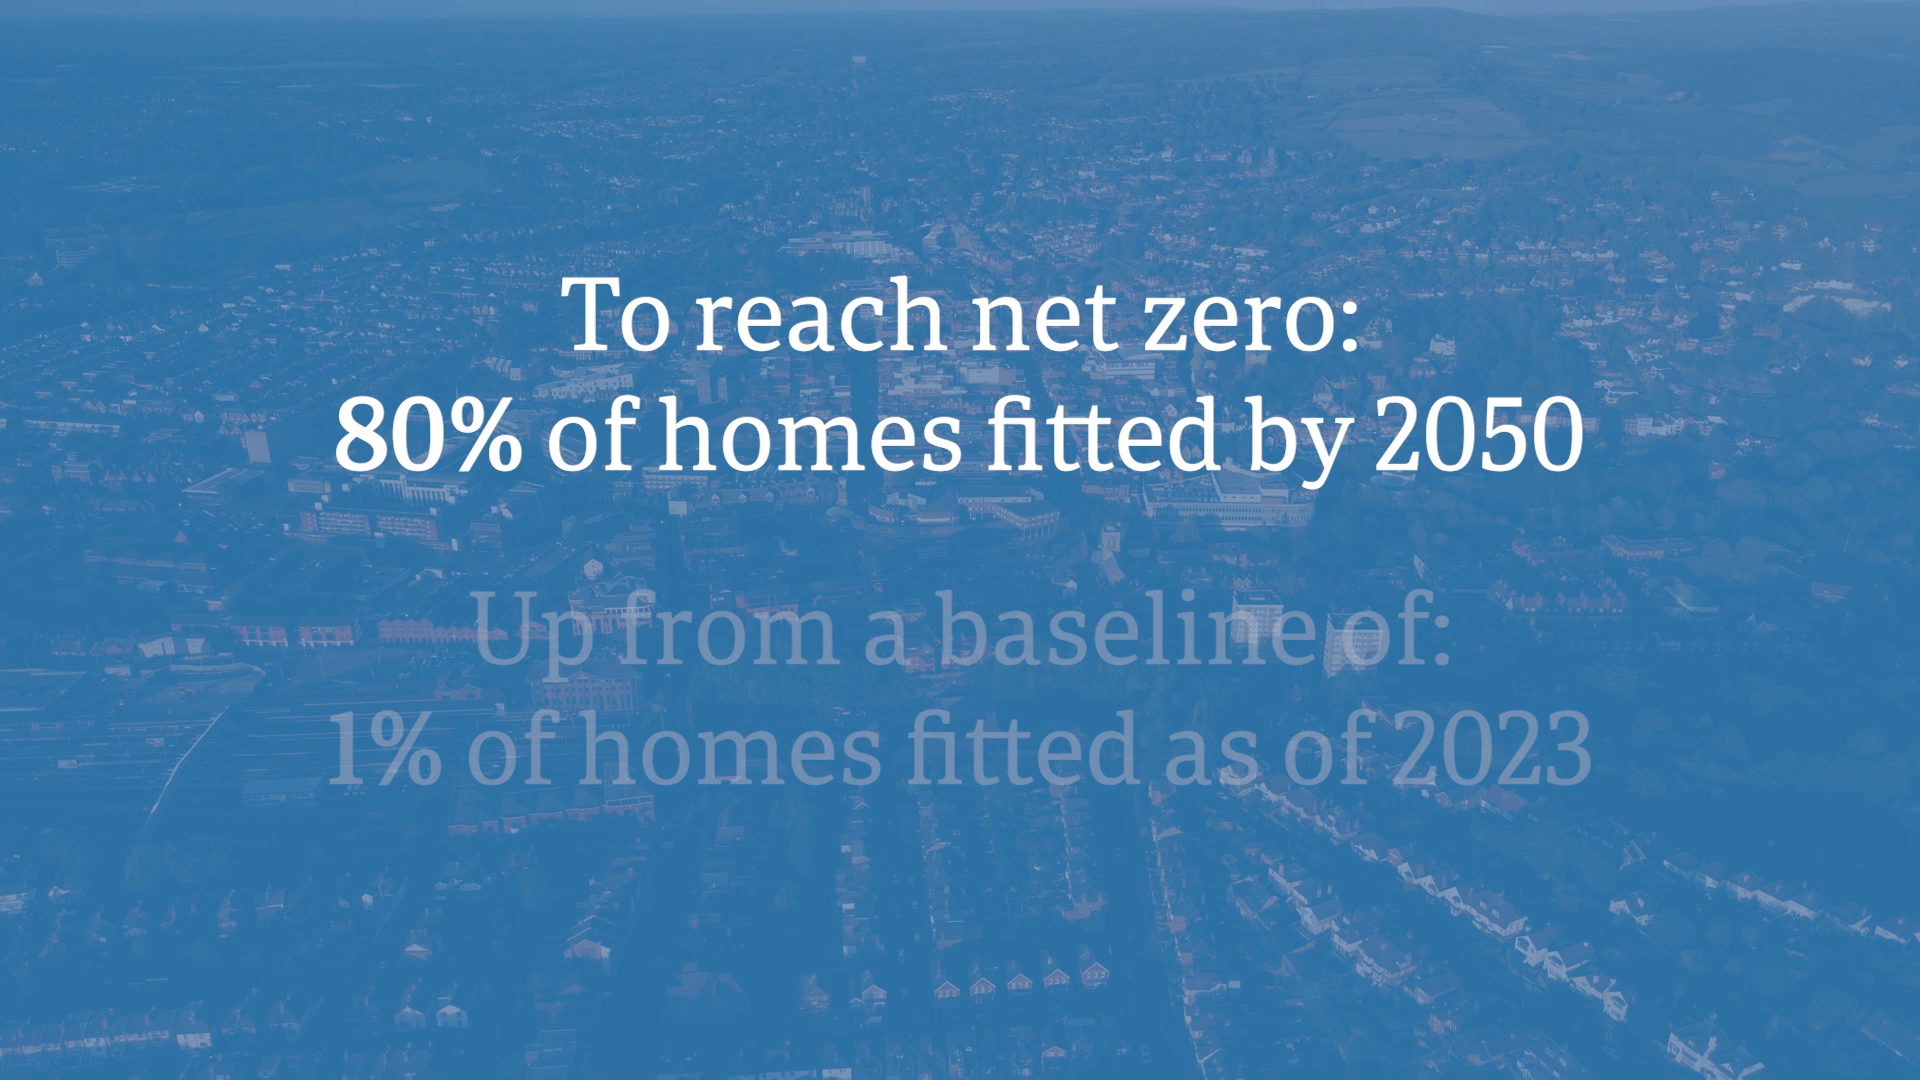 To reach net zero:
80% of homes fitted by 2050
Up from a baseline of:
1% of homes fitted as of 2023